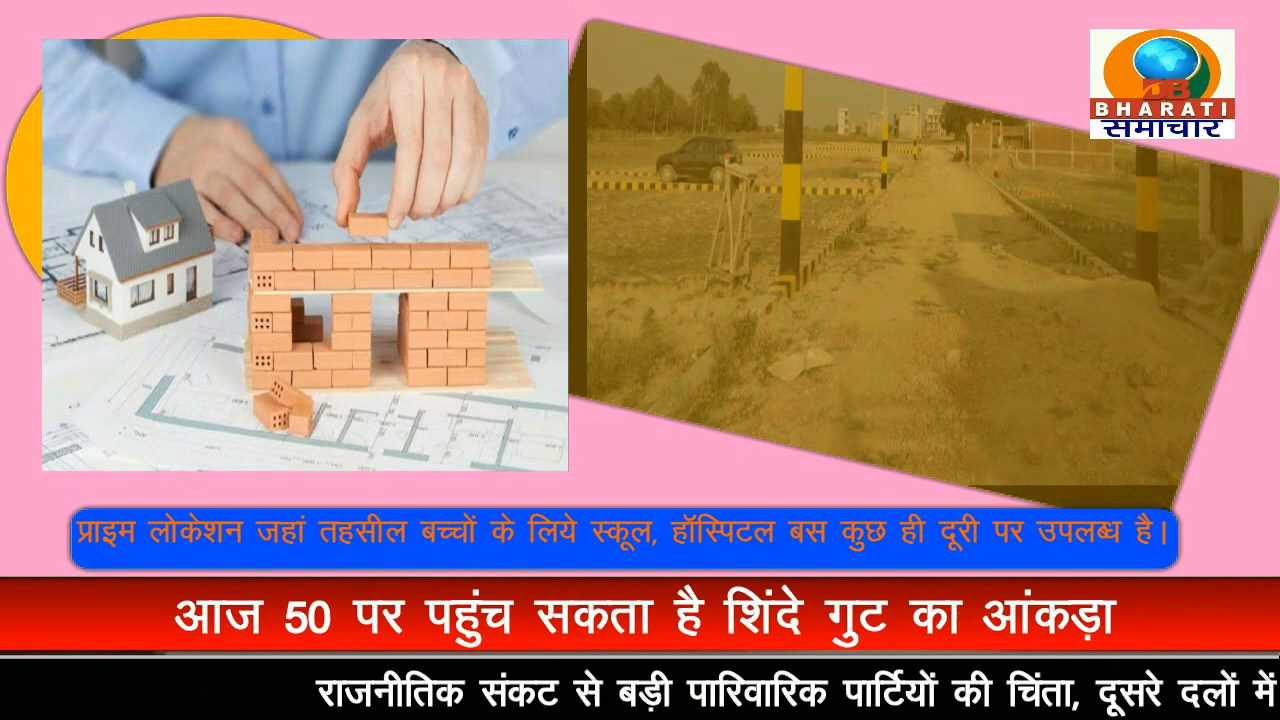 DB
BHARATI
समाचार
प्राइम लोकेशन जहां तहसील बच्चों के लिये स्कूल, हॉस्पिटल बस कुछ ही दूरी पर उपलब्ध है।
आज 50 पर पहुंच सकता है शिंदे गुट का आंकड़ा
राजनीतिक संकट से बड़ी पारिवारिक पार्टियों की चिंता, दूसरे दलों में